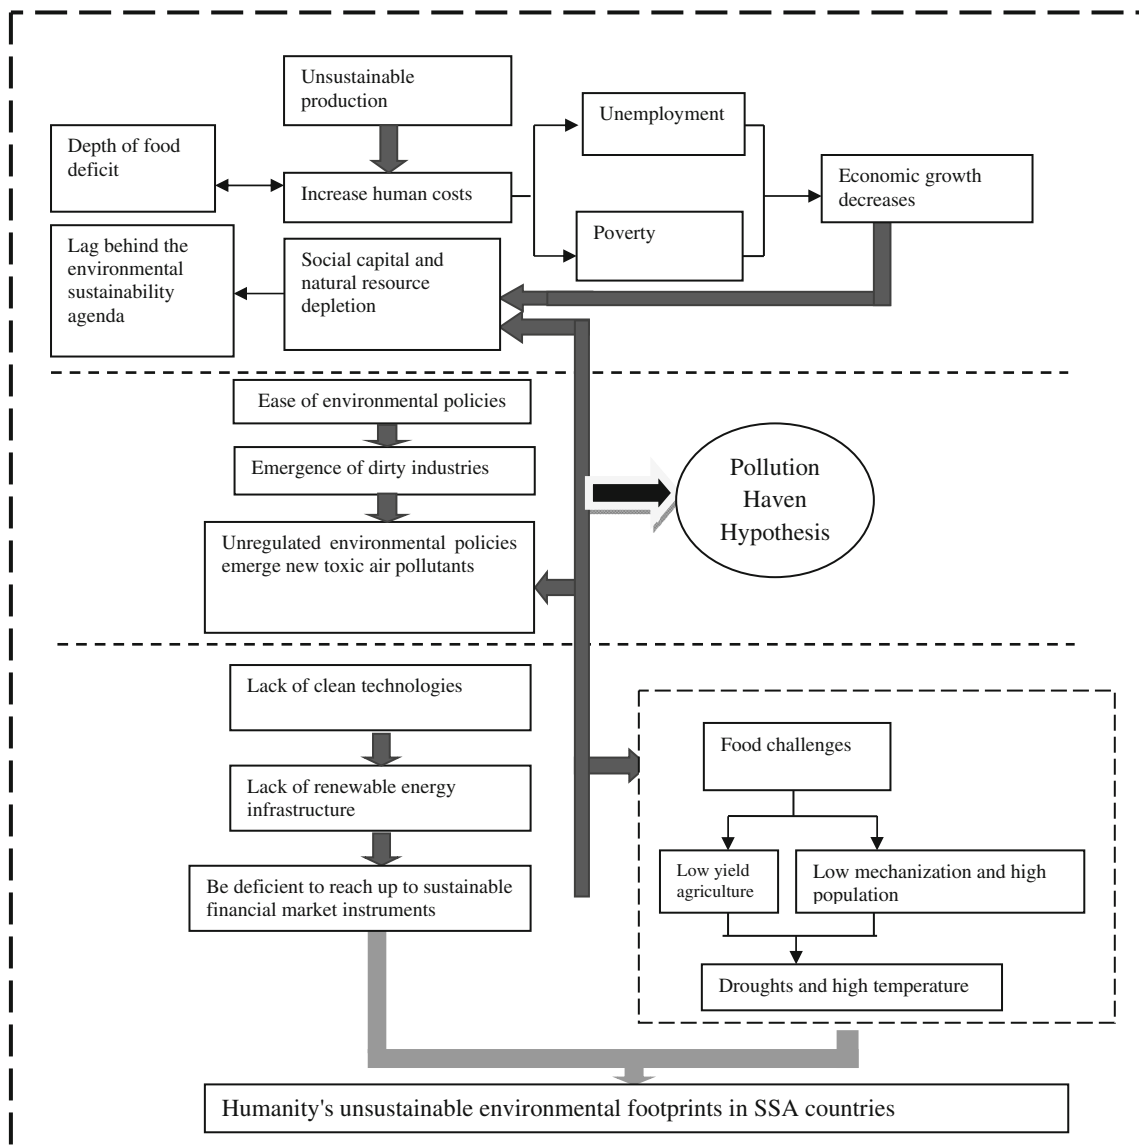 Unsustainable
production
Depth of food
deficit
Increase human costs
Unemployment
Poverty
Economic growth
decreases
Lag behind the
environmental
sustainability
agenda
Social capital and
natural resource
depletion
Ease of environmental policies
Emergence of dirty industries
Unregulated environmental policies
emerge new toxic air pollutants
Pollution
Haven
Hypothesis
Lack of clean technologies
Lack of renewable energy
infrastructure
Be deficient to reach up to sustainable
financial market instruments
Food challenges
Low yield
agriculture
Low mechanization and high
population
Droughts and high temperature
Humanity's unsustainable environmental footprints in SSA countries